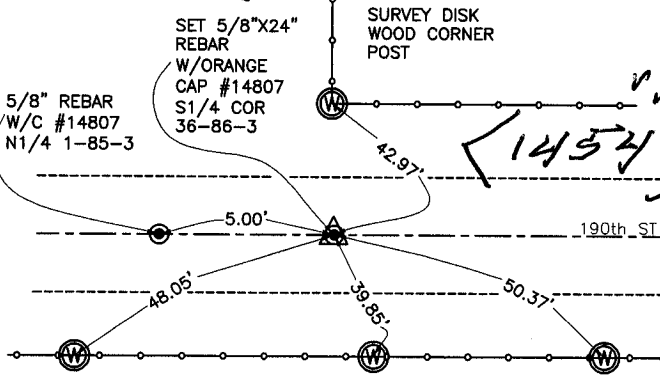 SET 5/8"X24"
REBAR
W/ORANGE
CAP #14807
S1/4 COR
36-86-3
SURVEY DISK
WOOD CORNER
POST
5/8" REBAR
W/C #14807
N1/4 1-85-3
W
42.97'
1454
5.00'
190th ST
48.05'
39.85'
50.37'
W
W
W